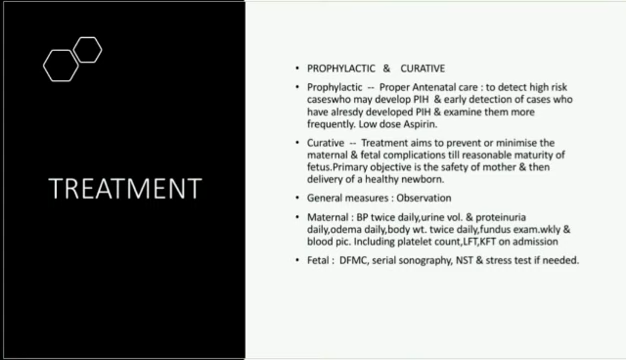 TREATMENT
• PROPHYLACTIC & CURATIVE
• Prophylactic -- Proper Antenatal care : to detect high risk
caseswho may develop PIH & early detection of cases who
have alresdy developed PIH & examine them more
frequently. Low dose Aspirin.
• Curative -- Treatment aims to prevent or minimise the
maternal & fetal complications till reasonable maturity of
fetus.Primary objective is the safety of mother & then
delivery of a healthy newborn.
• General measures : Observation
• Maternal : BP twice daily,urine vol. & proteinuria
daily,odema daily,body wt. twice daily,fundus exam.wkly &
blood pic. Including platelet count,LFT,KFT on admission
• Fetal : DFMC, serial sonography, NST & stress test if needed.